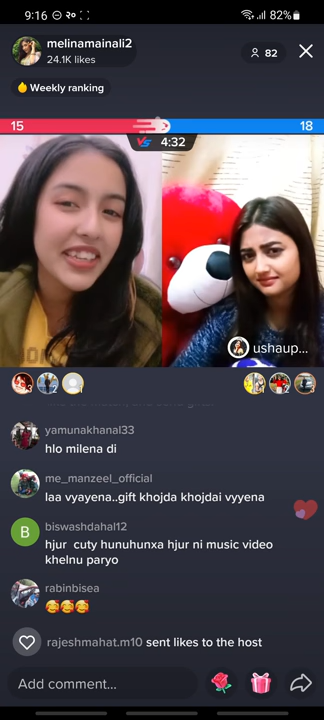 9:16 २०
82%
melinamainali2
24.1K likes
82
Weekly ranking
15
VS 4:32
18
ushaup...
yamunakhanal33
hlo milena di
me_manzeel_official
laa vyayena..gift khojda khojdai vyyena
B
biswashdahal12
hjur cuty hunuhunxa hjur ni music video
khelnu paryo
rabinbisea
🥰🥰🥰
rajeshmahat.m10 sent likes to the host
Add comment...